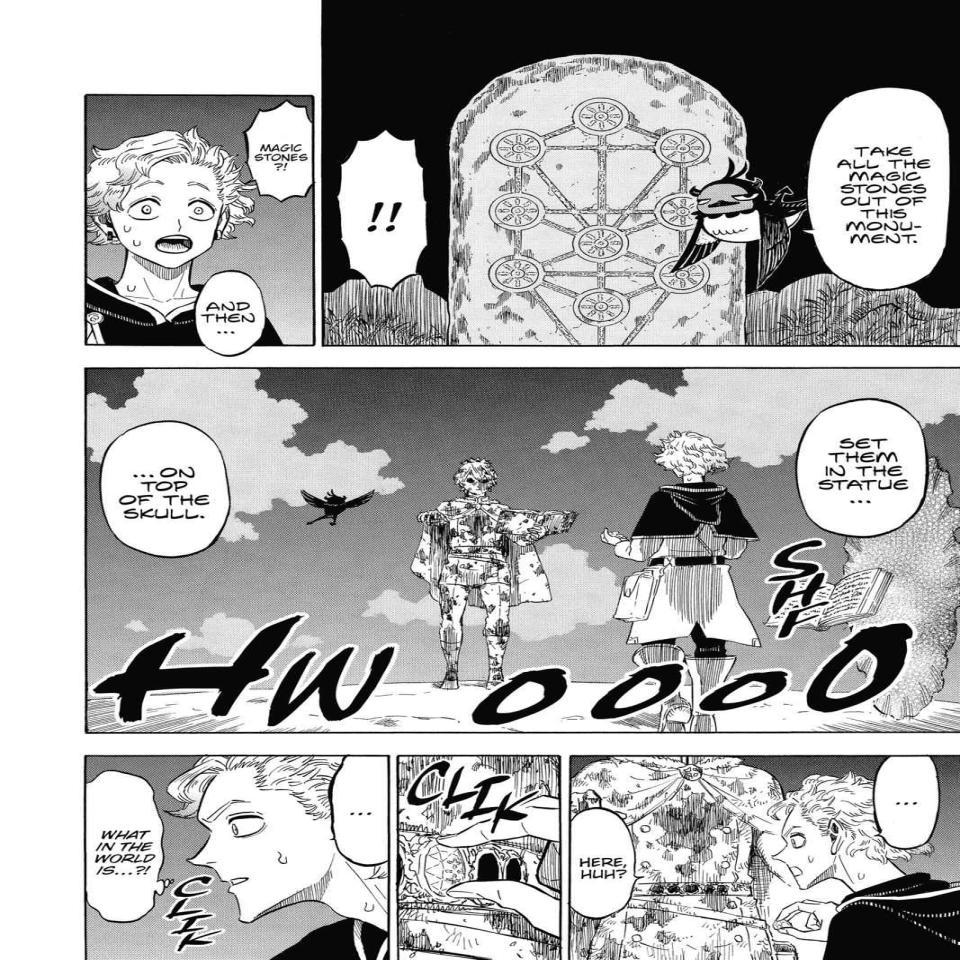 TAKE
ALL THE
MAGIC
STONES
OUT OF
THIS
MONU-
MENT.
!!
MAGIC
STONES
?!
AND
THEN
...
SET
THEM
IN THE
STATUE
...
SHF
...ON
TOP
OF THE
SKULL.
HWOOOO
...
HERE,
HUH?
CLIK
...
WHAT
IN THE
WORLD
IS...?!
CLIK